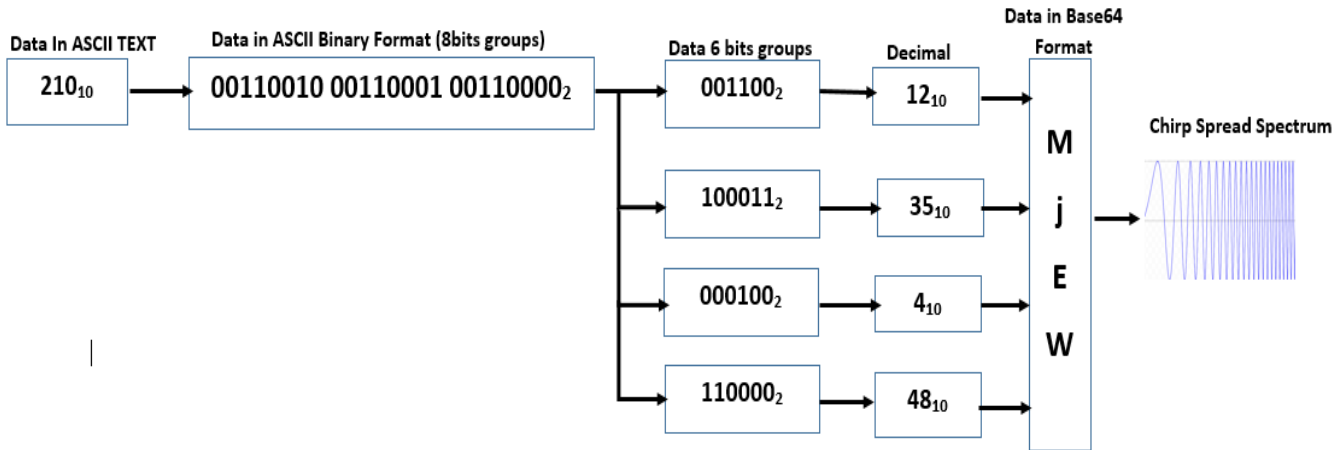 Data In ASCII TEXT
210₁₀
Data in ASCII Binary Format (8bits groups)
00110010 00110001 00110000₂
Data 6 bits groups
001100₂
100011₂
000100₂
110000₂
Decimal
12₁₀
35₁₀
4₁₀
48₁₀
Data in Base64
Format
M
j
E
W
Chirp Spread Spectrum